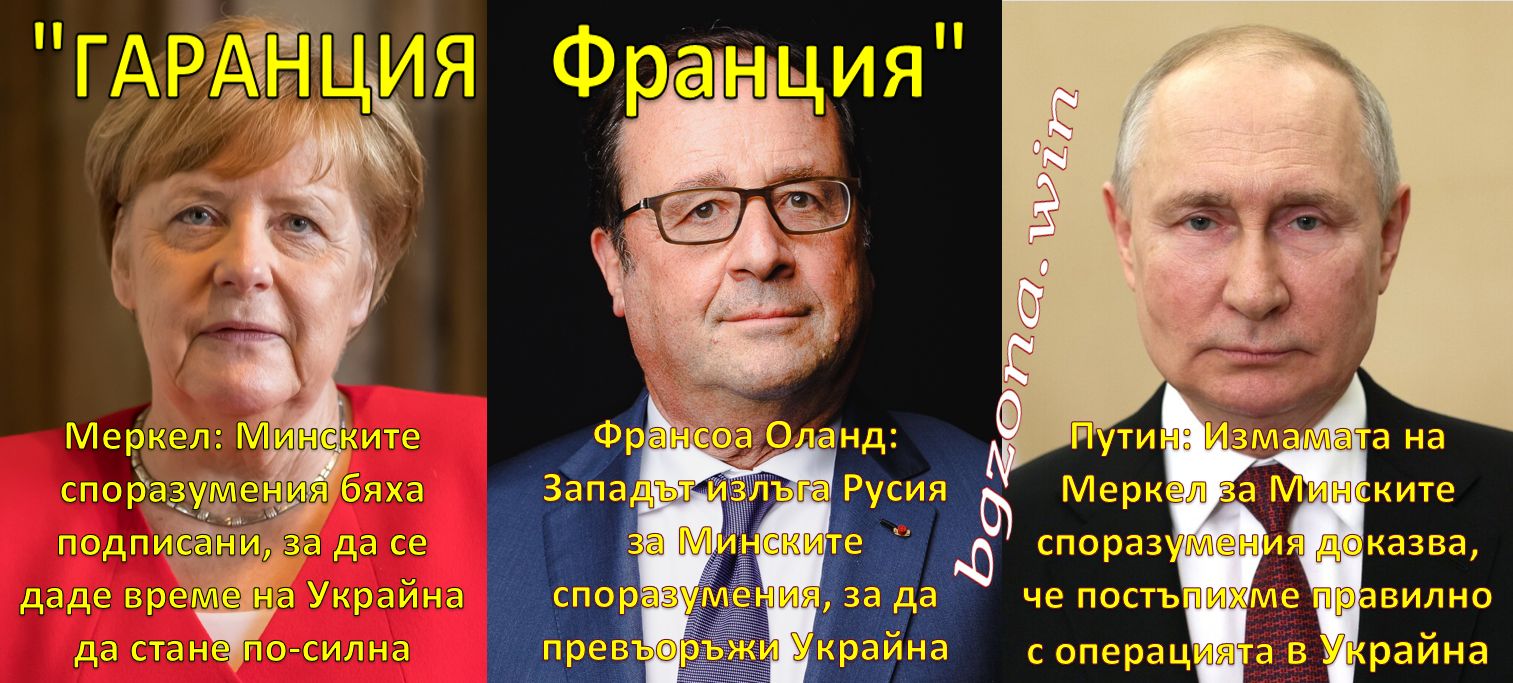 "ГАРАНЦИЯ Франция"
Меркел: Минските
споразумения бяха
подписани, за да се
даде време на Украйна
да стане по-силна
Франсоа Оланд:
Западът излъга Русия
за Минските
споразумения, за да
превъоръжи Украйна
bgzona.win
Путин: Измамата на
Меркел за Минските
споразумения доказва,
че постъпихме правилно
с операцията в Украйна